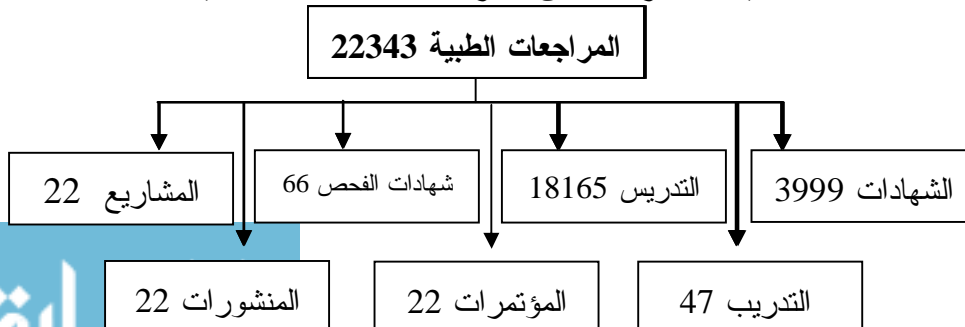 المراجعات الطبية 22343
الشهادات 3999
التدريس 18165
شهادات الفحص 66
المشاريع 22
التدريب 47
المؤتمرات 22
المنشورات 22